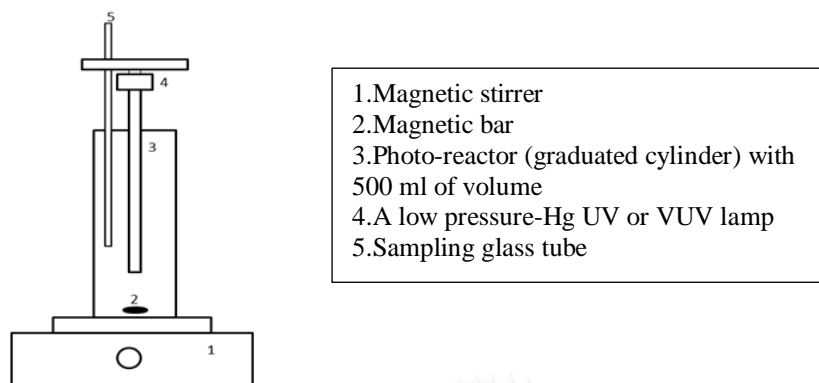 5
4
3
2
1
1.Magnetic stirrer
2.Magnetic bar
3.Photo-reactor (graduated cylinder) with
500 ml of volume
4.A low pressure-Hg UV or VUV lamp
5.Sampling glass tube